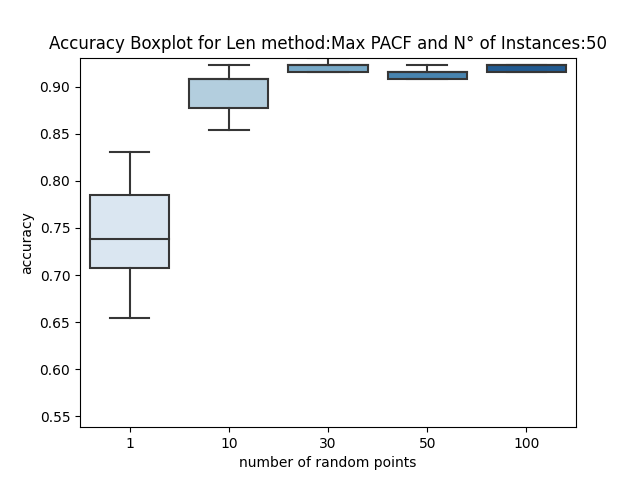 Accuracy Boxplot for Len method:Max PACF and N° of Instances:50
0.90
0.85
0.80
0.75
0.70
0.65
0.60
0.55
accuracy
1 10 30 50 100
number of random points